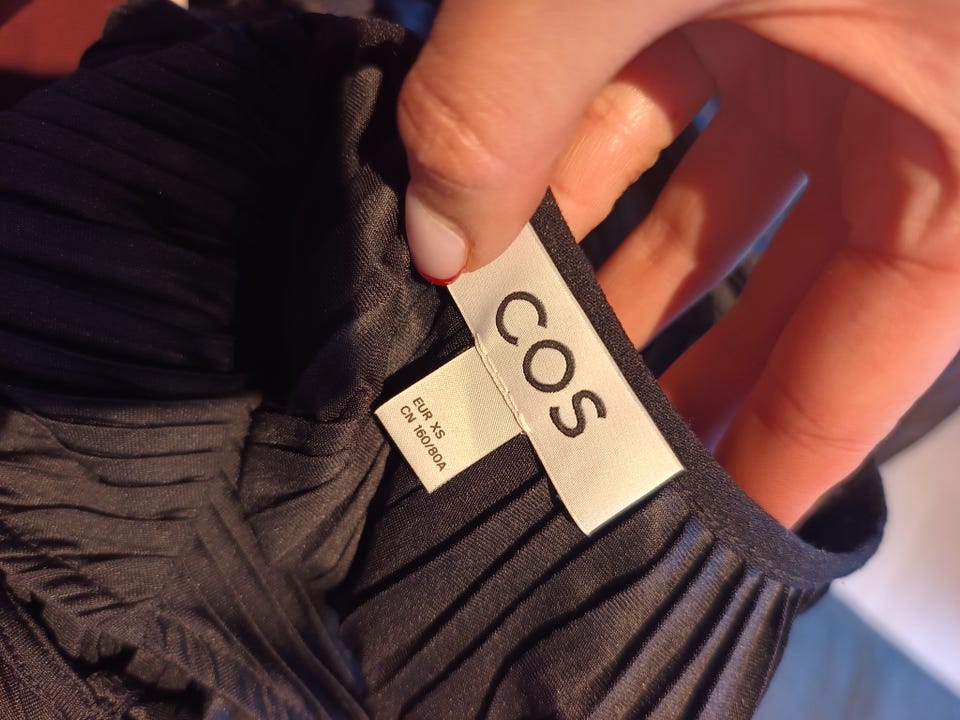 COS
EUR XS
CN 160/80A